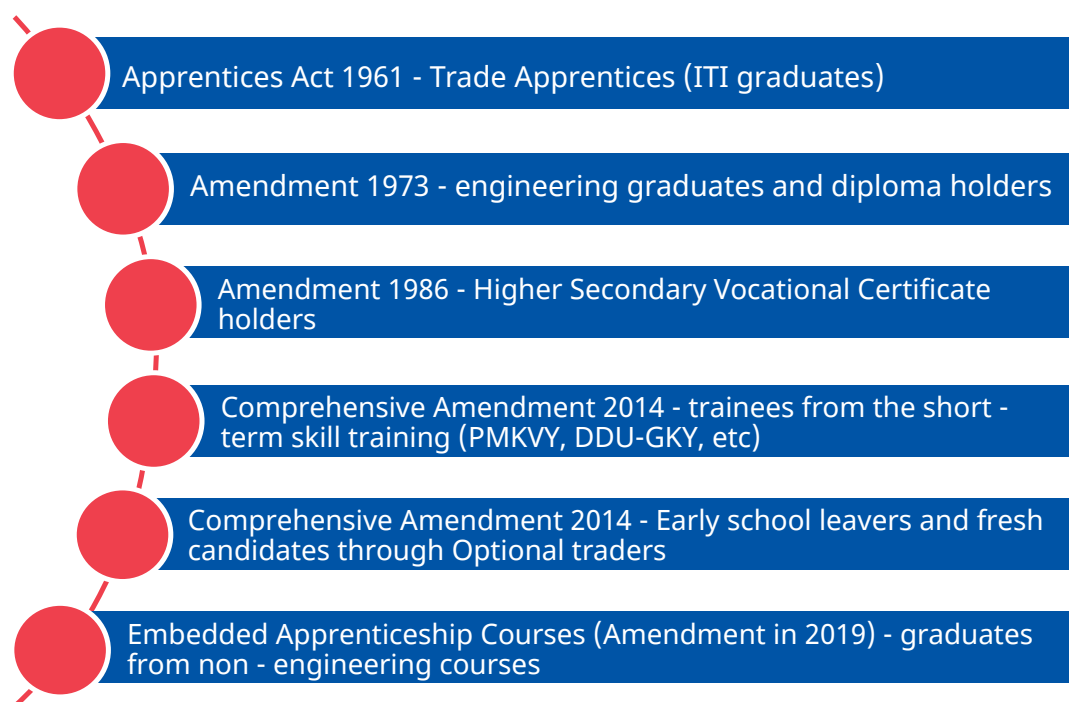 Apprentices Act 1961 - Trade Apprentices (ITI graduates)
Amendment 1973 - engineering graduates and diploma holders
Amendment 1986 - Higher Secondary Vocational Certificate
holders
Comprehensive Amendment 2014 - trainees from the short -
term skill training (PMKVY, DDU-GKY, etc)
Comprehensive Amendment 2014 - Early school leavers and fresh
candidates through Optional traders
Embedded Apprenticeship Courses (Amendment in 2019) - graduates
from non - engineering courses